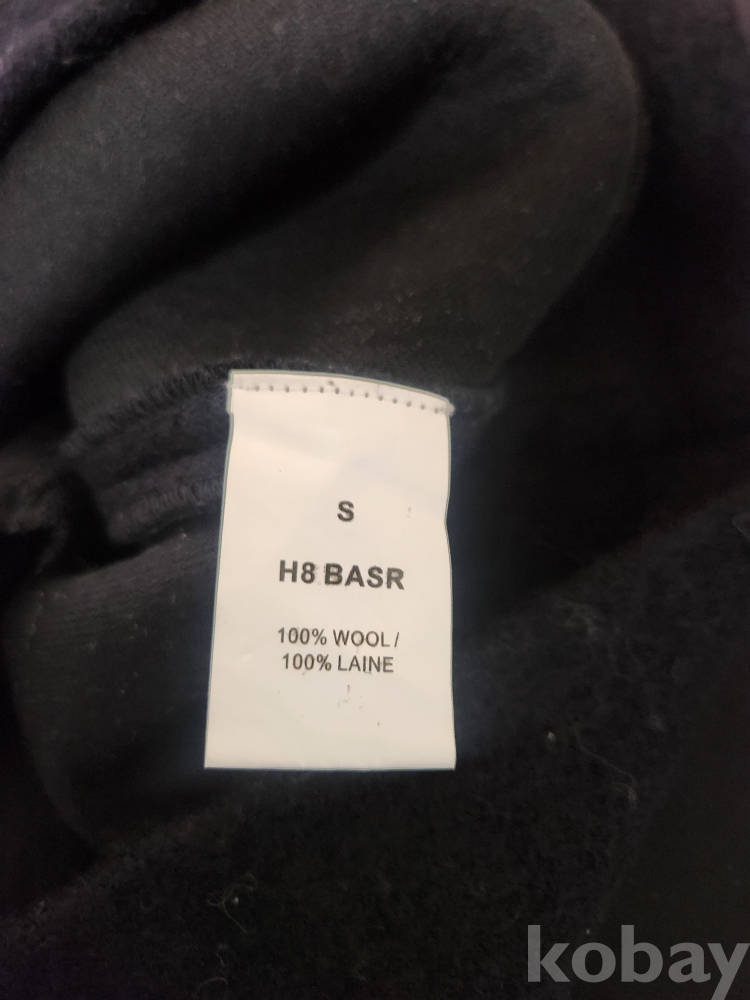 S
H8 BASR
100% WOOL /
100% LAINE
kobay